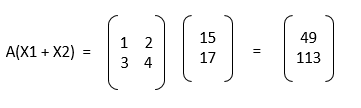 A(X1 + X2) = ( 1 2 ) ( 15 ) = ( 49 )
( 3 4 ) ( 17 ) ( 113 )